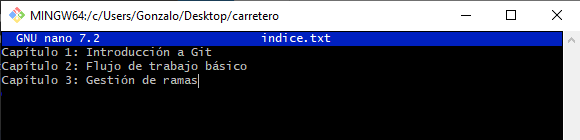 MINGW64:/c/Users/Gonzalo/Desktop/carretero
GNU nano 7.2 indice.txt
Capítulo 1: Introducción a Git
Capítulo 2: Flujo de trabajo básico
Capítulo 3: Gestión de ramas